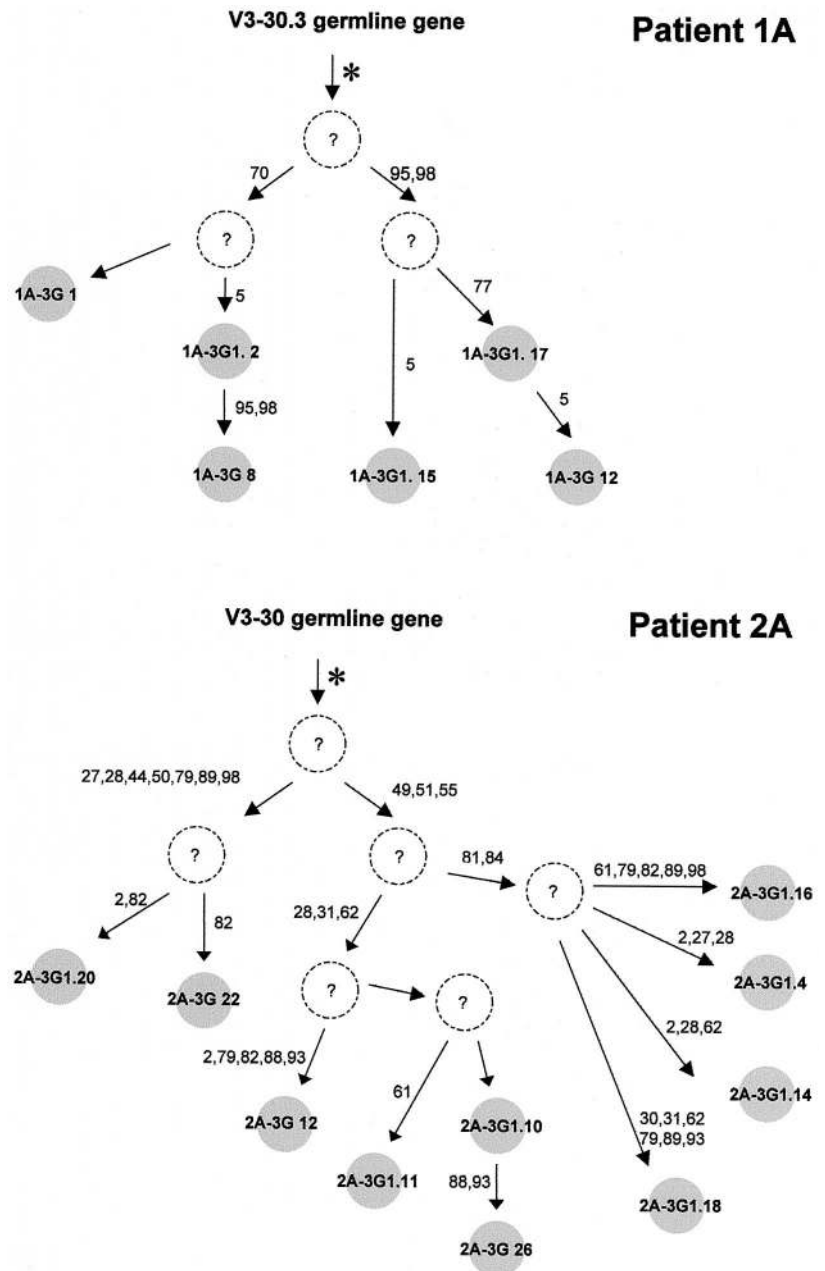 V3-30.3 germline gene
Patient 1A
*
?
70
95,98
?
?
1A-3G 1
5
77
1A-3G1. 2
5
1A-3G1. 17
95,98
5
1A-3G 8
1A-3G1. 15
1A-3G 12
V3-30 germline gene
Patient 2A
*
?
27,28,44,50,79,89,98
49,51,55
?
?
81,84
?
61,79,82,89,98
2A-3G1.16
2,82
82
28,31,62
2,27,28
2A-3G1.20
2A-3G 22
?
?
2A-3G1.4
2,28,62
2,79,82,88,93
61
2A-3G 12
2A-3G1.10
2A-3G1.14
30,31,62
79,89,93
2A-3G1.11
88,93
2A-3G1.18
2A-3G 26